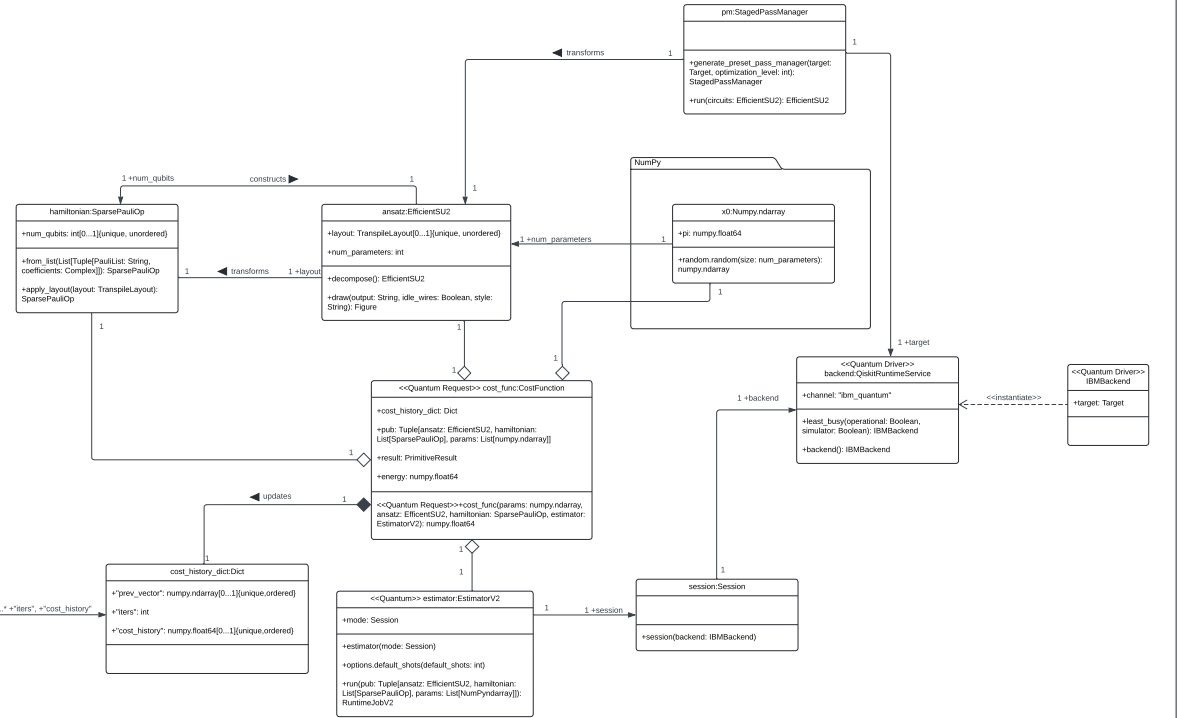 pm:StagedPassManager
+generate_preset_pass_manager(target:
Target, optimization_level: int):
StagedPassManager
+run(circuits: EfficientSU2): EfficientSU2
1
◀ transforms
1
1
NumPy
x0:Numpy.ndarray
+pi: numpy.float64
+random.random(size: num_parameters):
numpy.ndarray
1
1 +num_parameters
1
1 +num_qubits
constructs ▶
1
hamiltonian:SparsePauliOp
+num_qubits: int[0...1]{unique, unordered}
+from_list(List[Tuple[PauliList: String,
coefficients: Complex]]): SparsePauliOp
+apply_layout(layout: TranspileLayout):
SparsePauliOp
1
◀ transforms
1 +layout
1
ansatz:EfficientSU2
+layout: TranspileLayout[0...1]{unique, unordered)
+num_parameters: int
+decompose(): EfficientSU2
+draw(output: String, idle_wires: Boolean, style:
String): Figure
1
1
1
1 +target
<<Quantum Driver>>
backend:QiskitRuntimeService
+channel: "ibm_quantum"
+least_busy(operational: Boolean,
simulator: Boolean): IBMBackend
+backend(): IBMBackend
<<instantiate>>
<<Quantum Driver>>
IBMBackend
+target: Target
<<Quantum Request>> cost_func:CostFunction
+cost_history_dict: Dict
+pub: Tuple[ansatz: EfficientSU2, hamiltonian:
List[SparsePauliOp], params: List[numpy.ndarray]]
+result: PrimitiveResult
+energy: numpy.float64
<<Quantum Request>>+cost_func(params: numpy.ndarray,
ansatz: EfficentSU2, hamiltonian: SparsePauliOp, estimator:
EstimatorV2): numpy.float64
1
◀ updates
1
1
1
1
cost_history_dict:Dict
+"prev_vector": numpy.ndarray[0...1]{unique,ordered}
+"iters": int
+"cost_history": numpy.float64[0...1]{unique,ordered}
..* +"iters", +"cost_history"
<<Quantum>> estimator:EstimatorV2
+mode: Session
+estimator(mode: Session)
+options.default_shots(default_shots: int)
+run(pub: Tuple[ansatz: EfficientSU2, hamiltonian:
List[SparsePauliOp], params: List[NumPyndarray]]):
RuntimeJobV2
1
1 +session
1 +backend
1
session:Session
+session(backend: IBMBackend)